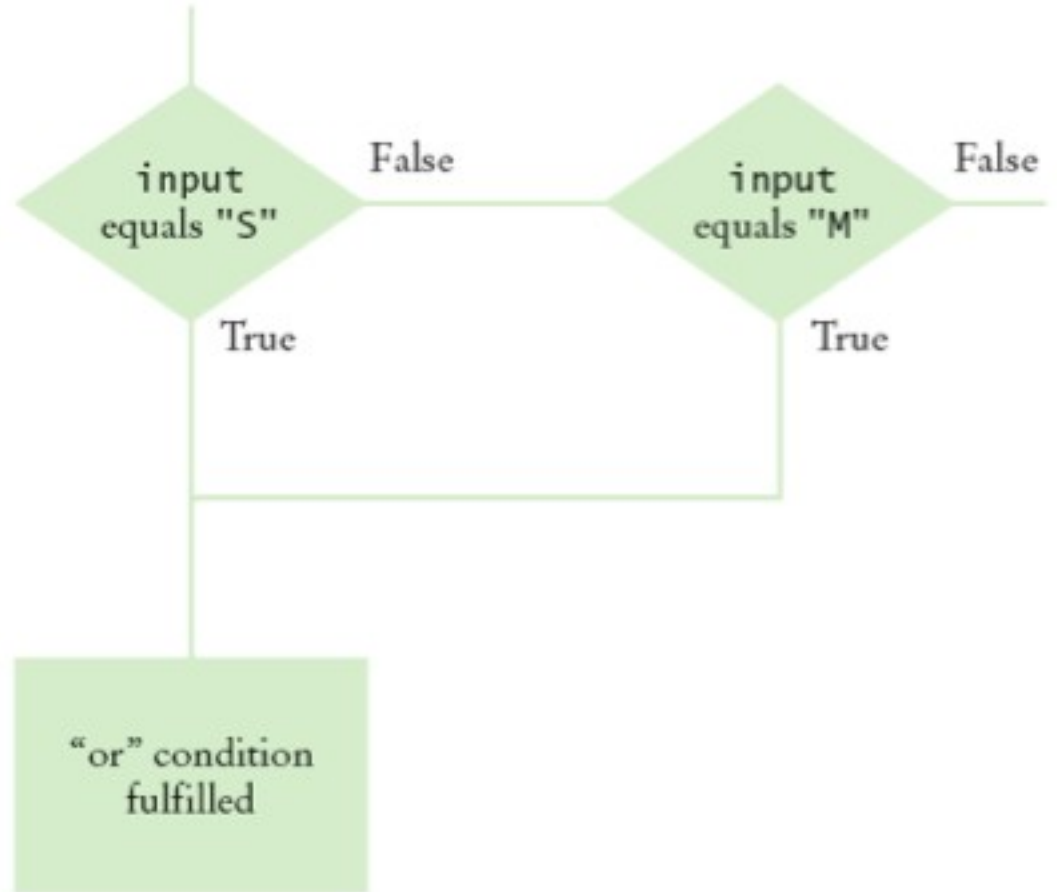 input
equals "S"
False
input
equals "M"
False
True
True
“or” condition
fulfilled